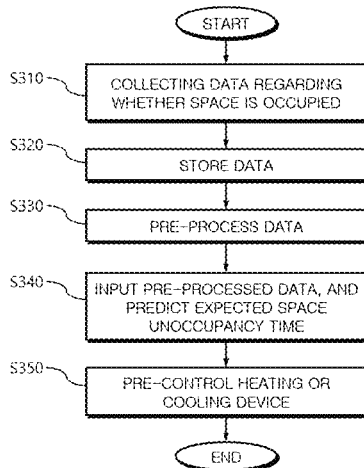 START
S310
COLLECTING DATA REGARDING
WHETHER SPACE IS OCCUPIED
S320
STORE DATA
S330
PRE-PROCESS DATA
S340
INPUT PRE-PROCESSED DATA, AND
PREDICT EXPECTED SPACE
UNOCCUPANCY TIME
S350
PRE-CONTROL HEATING OR
COOLING DEVICE
END